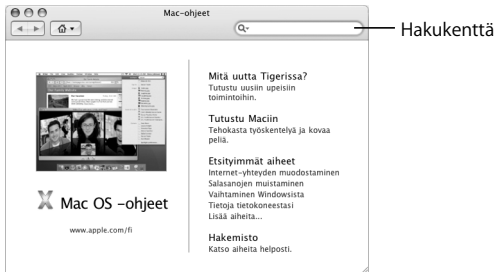 Mac-ohjeet
Hakukenttä
Mitä uutta Tigerissa?
Tutustu uusiin upeisiin
toimintoihin.
Tutustu Maciin
Tehokasta työskentelyä ja kovaa
peliä.
Etsityimmät aiheet
Internet-yhteyden muodostaminen
Salasanojen muistaminen
Vaihtaminen Windowsista
Tietoja tietokoneestasi
Lisää aiheita...
Hakemisto
Katso aiheita helposti.
Mac OS -ohjeet
www.apple.com/fi